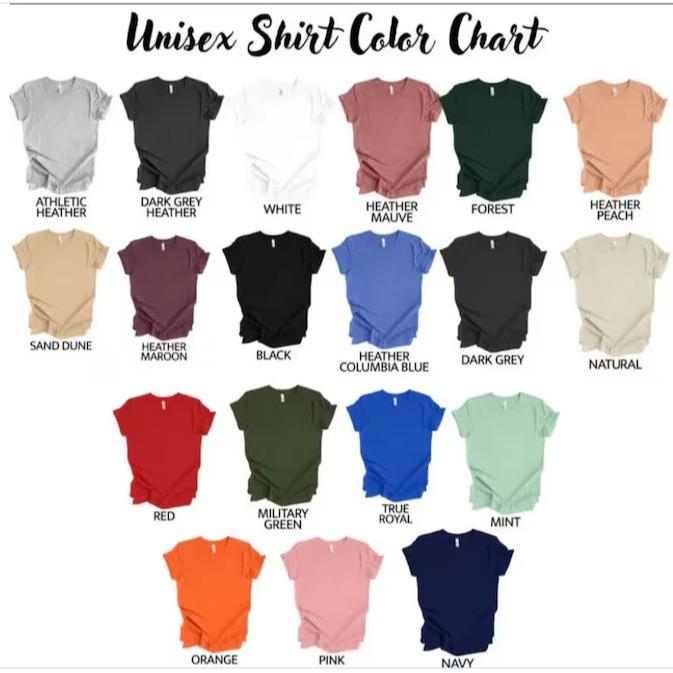 Unisex Shirt Color Chart
ATHLETIC
HEATHER
DARK GREY
HEATHER
WHITE
HEATHER
MAUVE
FOREST
HEATHER
PEACH
SAND DUNE
HEATHER
MAROON
BLACK
HEATHER
COLUMBIA BLUE
DARK GREY
NATURAL
RED
MILITARY
GREEN
TRUE
ROYAL
MINT
ORANGE
PINK
NAVY